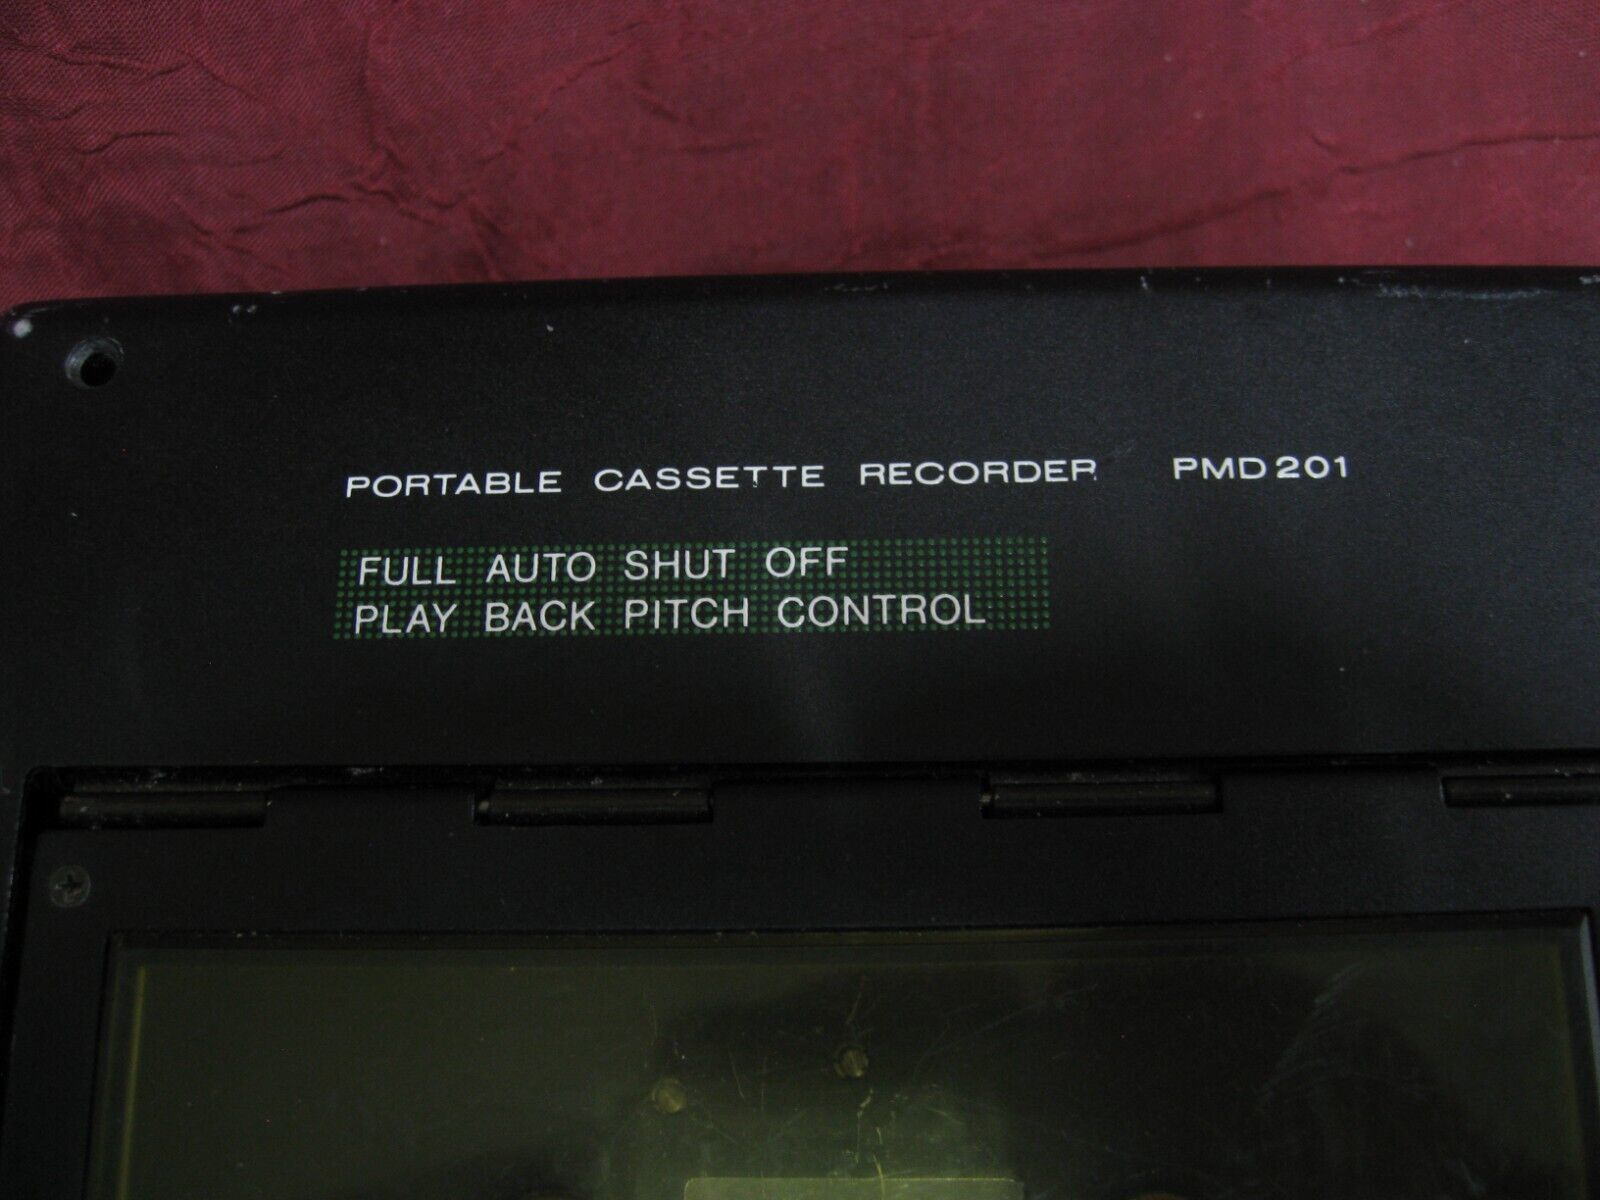 PORTABLE CASSETTE RECORDER PMD201
FULL AUTO SHUT OFF
PLAY BACK PITCH CONTROL